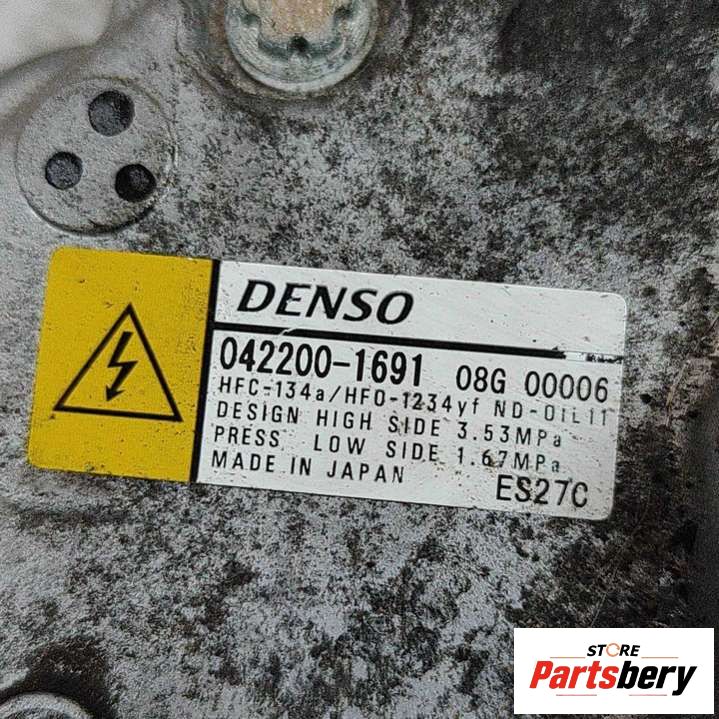 DENSO
042200-1691 08G 00006
HFC-134a/HFO-1234yf ND-OIL11
DESIGN HIGH SIDE 3.53MPa
PRESS. LOW SIDE 1.67MPa
MADE IN JAPAN ES27C
STORE
Partsbery